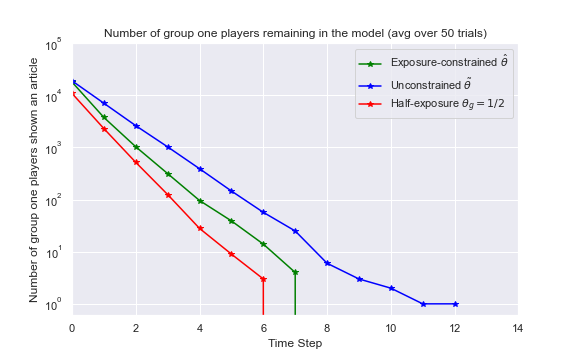 Number of group one players remaining in the model (avg over 50 trials)
Exposure-constrained θ̂
Unconstrained θ̃
Half-exposure θ_g = 1/2
Number of group one players shown an article
10^5
10^4
10^3
10^2
10^1
10^0
0 2 4 6 8 10 12 14
Time Step